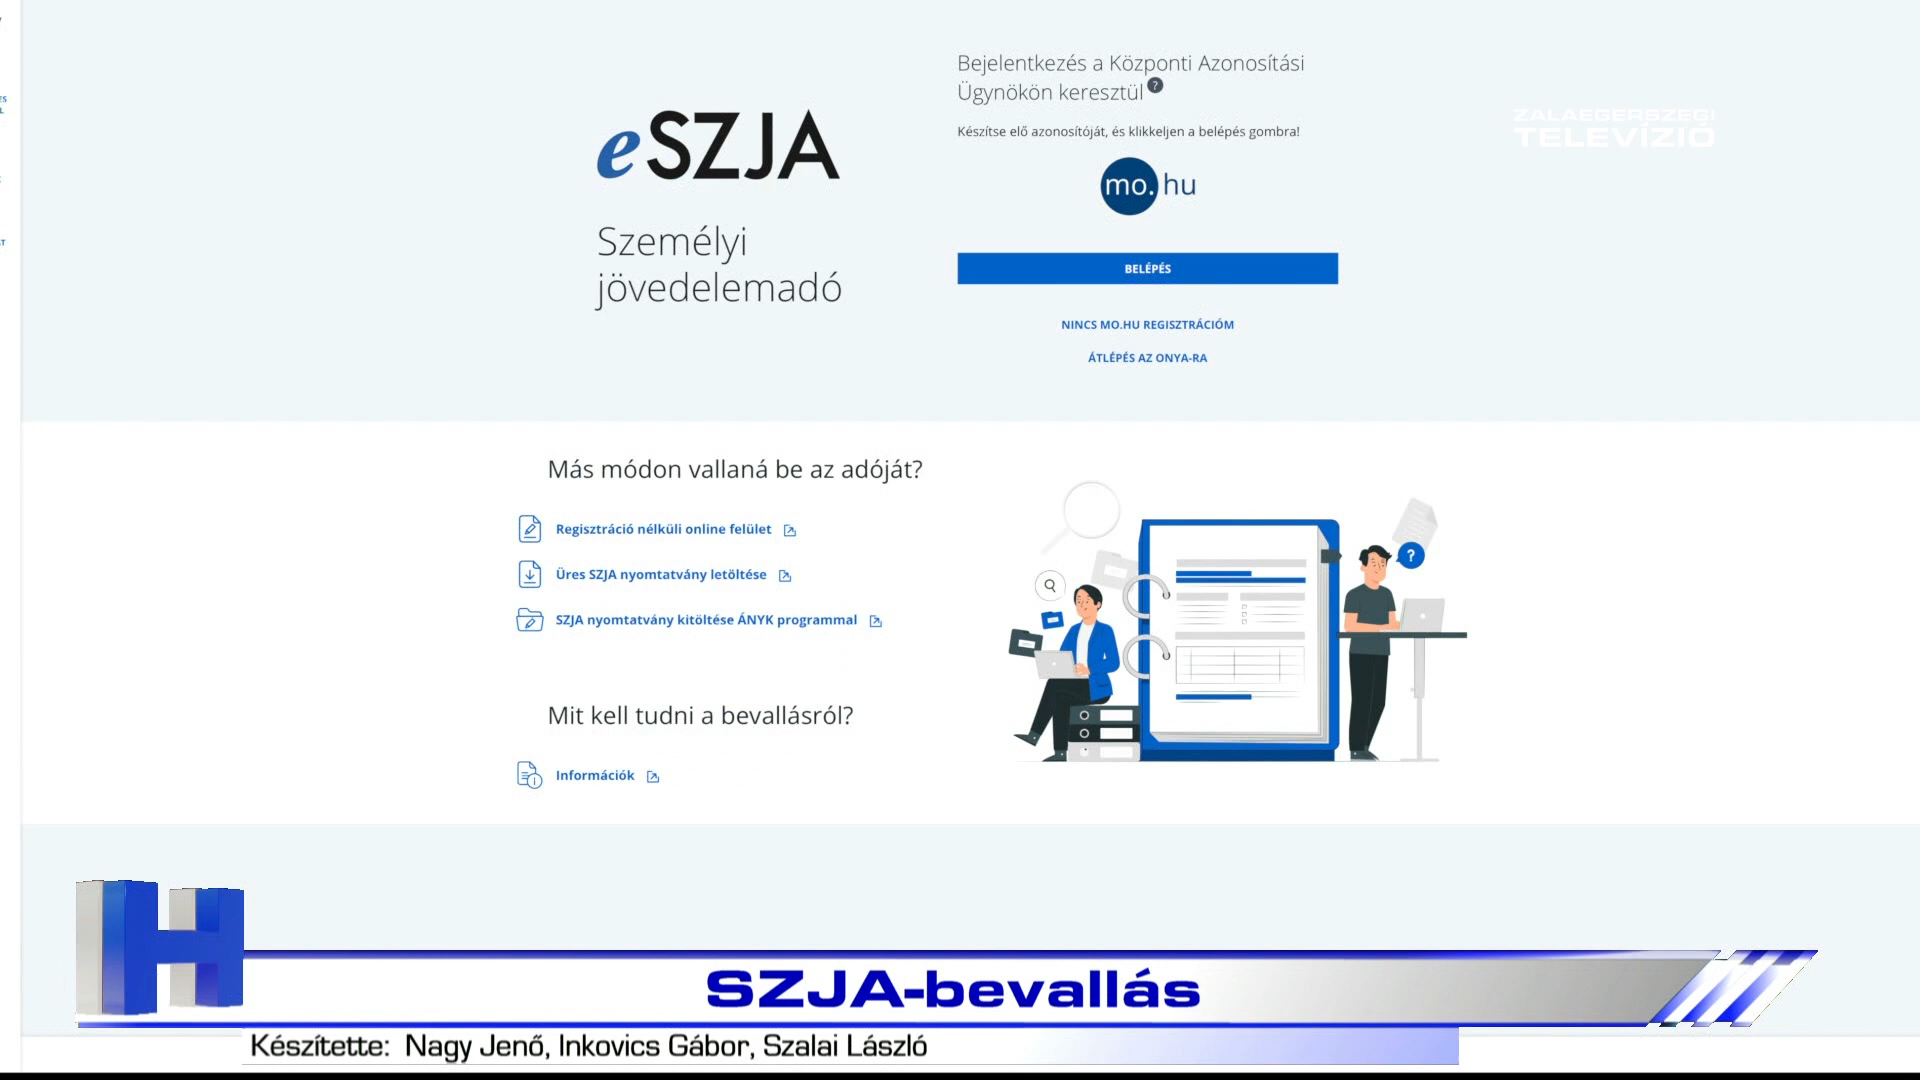 eSZJA
Személyi
jövedelemadó
Bejelentkezés a Központi Azonosítási
Ügynökön keresztül ?
Készítse elő azonosítóját, és klikkeljen a belépés gombra!
mo.hu
BELÉPÉS
NINCS MO.HU REGISZTRÁCIÓM
ÁTLÉPÉS AZ ONYA-RA
ZALAEGERSZEGI
TELEVÍZIÓ
Más módon vallaná be az adóját?
Regisztráció nélküli online felület
Üres SZJA nyomtatvány letöltése
SZJA nyomtatvány kitöltése ÁNYK programmal
?
Mit kell tudni a bevallásról?
Információk
H
SZJA-bevallás
Készítette: Nagy Jenő, Inkovics Gábor, Szalai László